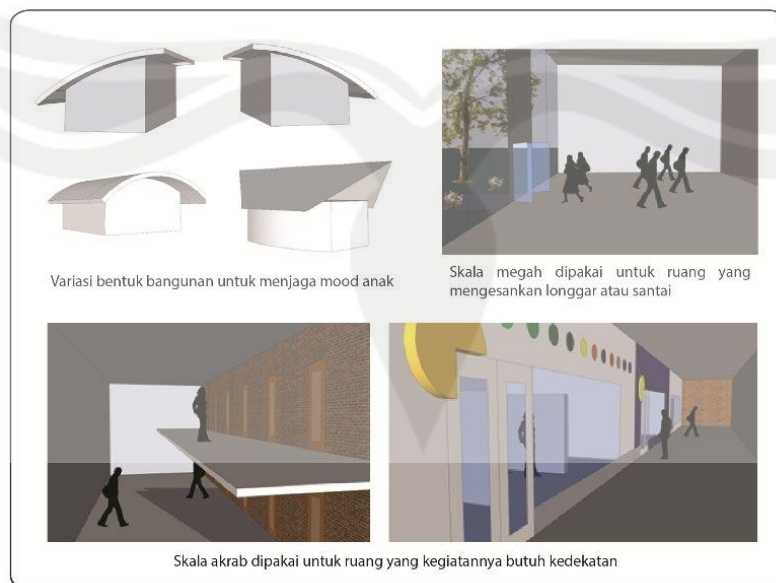 Variasi bentuk bangunan untuk menjaga mood anak
Skala megah dipakai untuk ruang yang
mengesankan longgar atau santai
Skala akrab dipakai untuk ruang yang kegiatannya butuh kedekatan